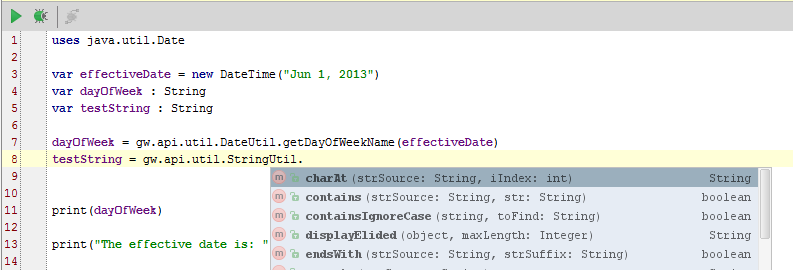 1 uses java.util.Date
2
3 var effectiveDate = new DateTime("Jun 1, 2013")
4 var dayOfWeek : String
5 var testString : String
6
7 dayOfWeek = gw.api.util.DateUtil.getDayOfWeekName(effectiveDate)
8 testString = gw.api.util.StringUtil.
9 m charAt(strSource: String, iIndex: int) String
10 m contains(strSource: String, str: String) boolean
11 print(dayOfWeek) m containsIgnoreCase(string, toFind: String) boolean
12 m displayElided(object, maxLength: Integer) String
13 print("The effective date is: " m endsWith(strSource: String, strSuffix: String) boolean
14